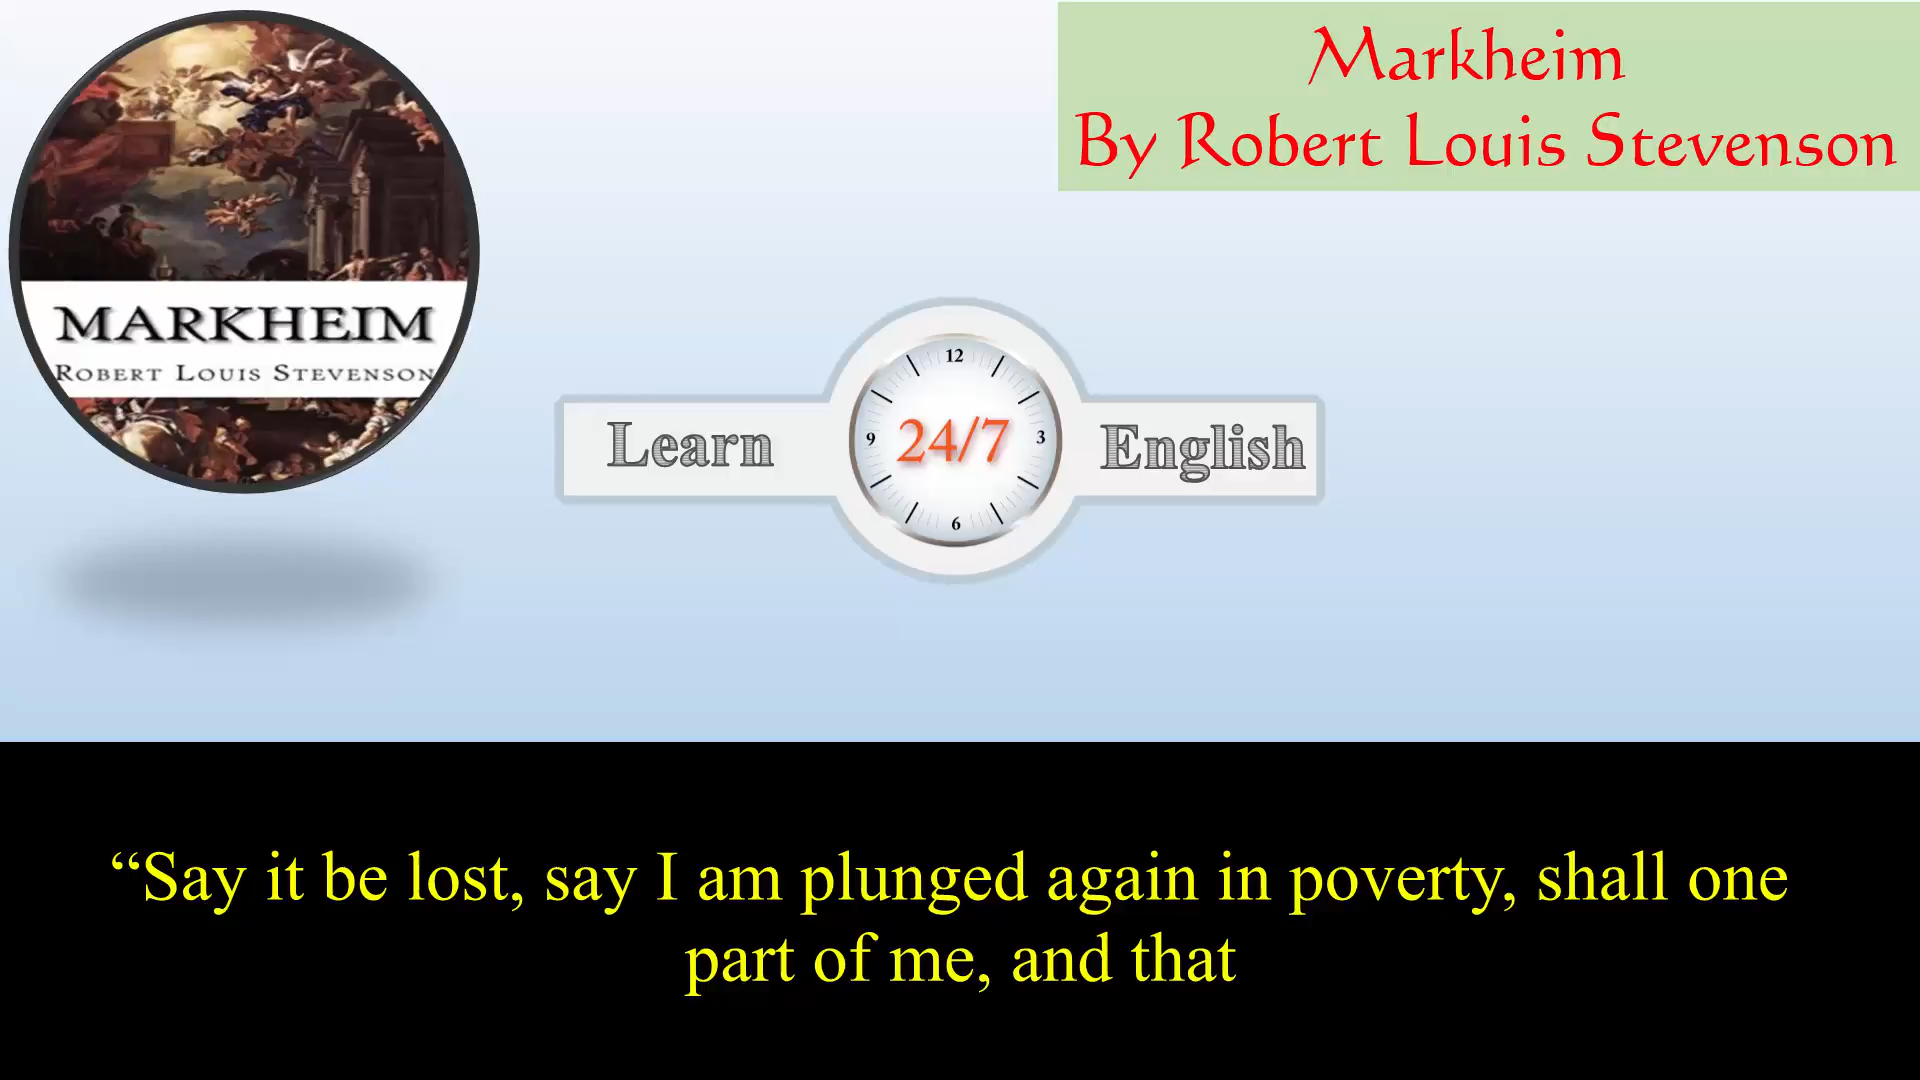 Markheim
By Robert Louis Stevenson
MARKHEIM
ROBERT LOUIS STEVENSON
Learn
24/7
English
12
9
3
6
“Say it be lost, say I am plunged again in poverty, shall one
part of me, and that